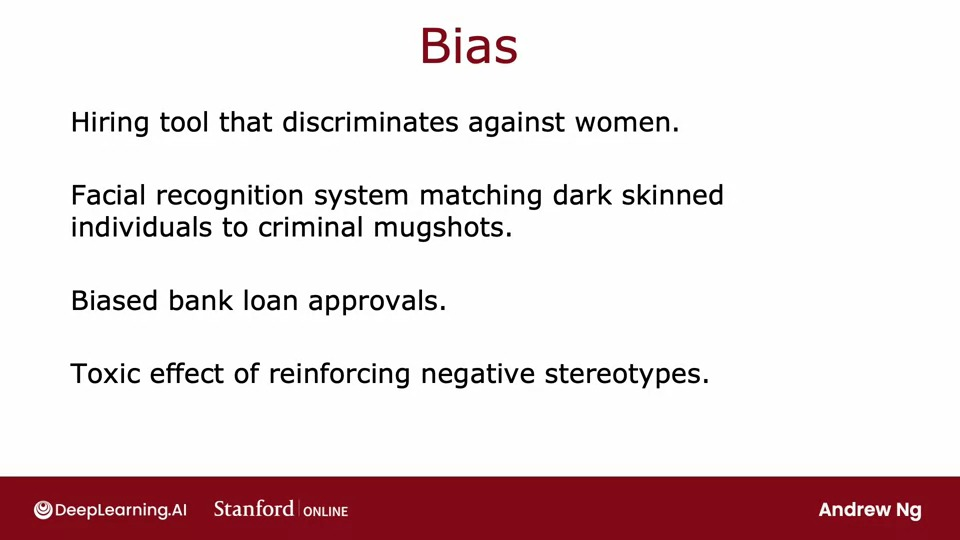 Bias
Hiring tool that discriminates against women.
Facial recognition system matching dark skinned
individuals to criminal mugshots.
Biased bank loan approvals.
Toxic effect of reinforcing negative stereotypes.
DeepLearning.AI Stanford ONLINE Andrew Ng